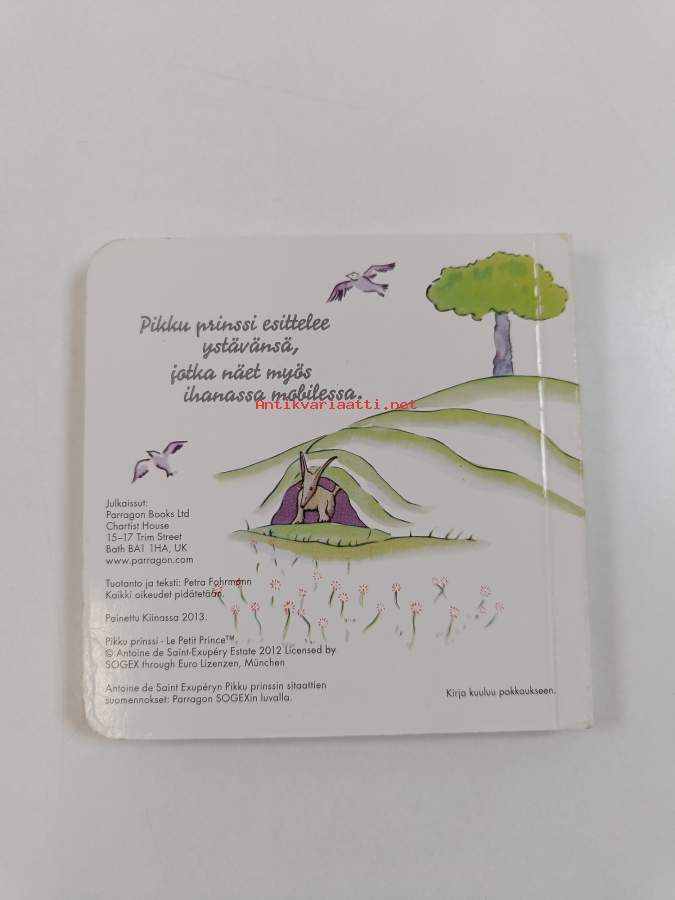 Pikku prinssi esittelee
ystävänsä,
jotka näet myös
ihanassa mobilessa.
Antikvariaatti.net
Julkaissut:
Parragon Books Ltd
Chartist House
15–17 Trim Street
Bath BA1 1HA, UK
www.parragon.com
Tuotanto ja teksti: Petra Fohrmann
Kaikki oikeudet pidätetään.
Painettu Kiinassa 2013.
Pikku prinssi - Le Petit Prince™
© Antoine de Saint-Exupéry Estate 2012 Licensed by
SOGEX through Euro Lizenzen, München
Antoine de Saint Exupéryn Pikku prinssin sitaattien
suomennokset: Parragon SOGEXin luvalla.
Kirja kuuluu pakkaukseen.